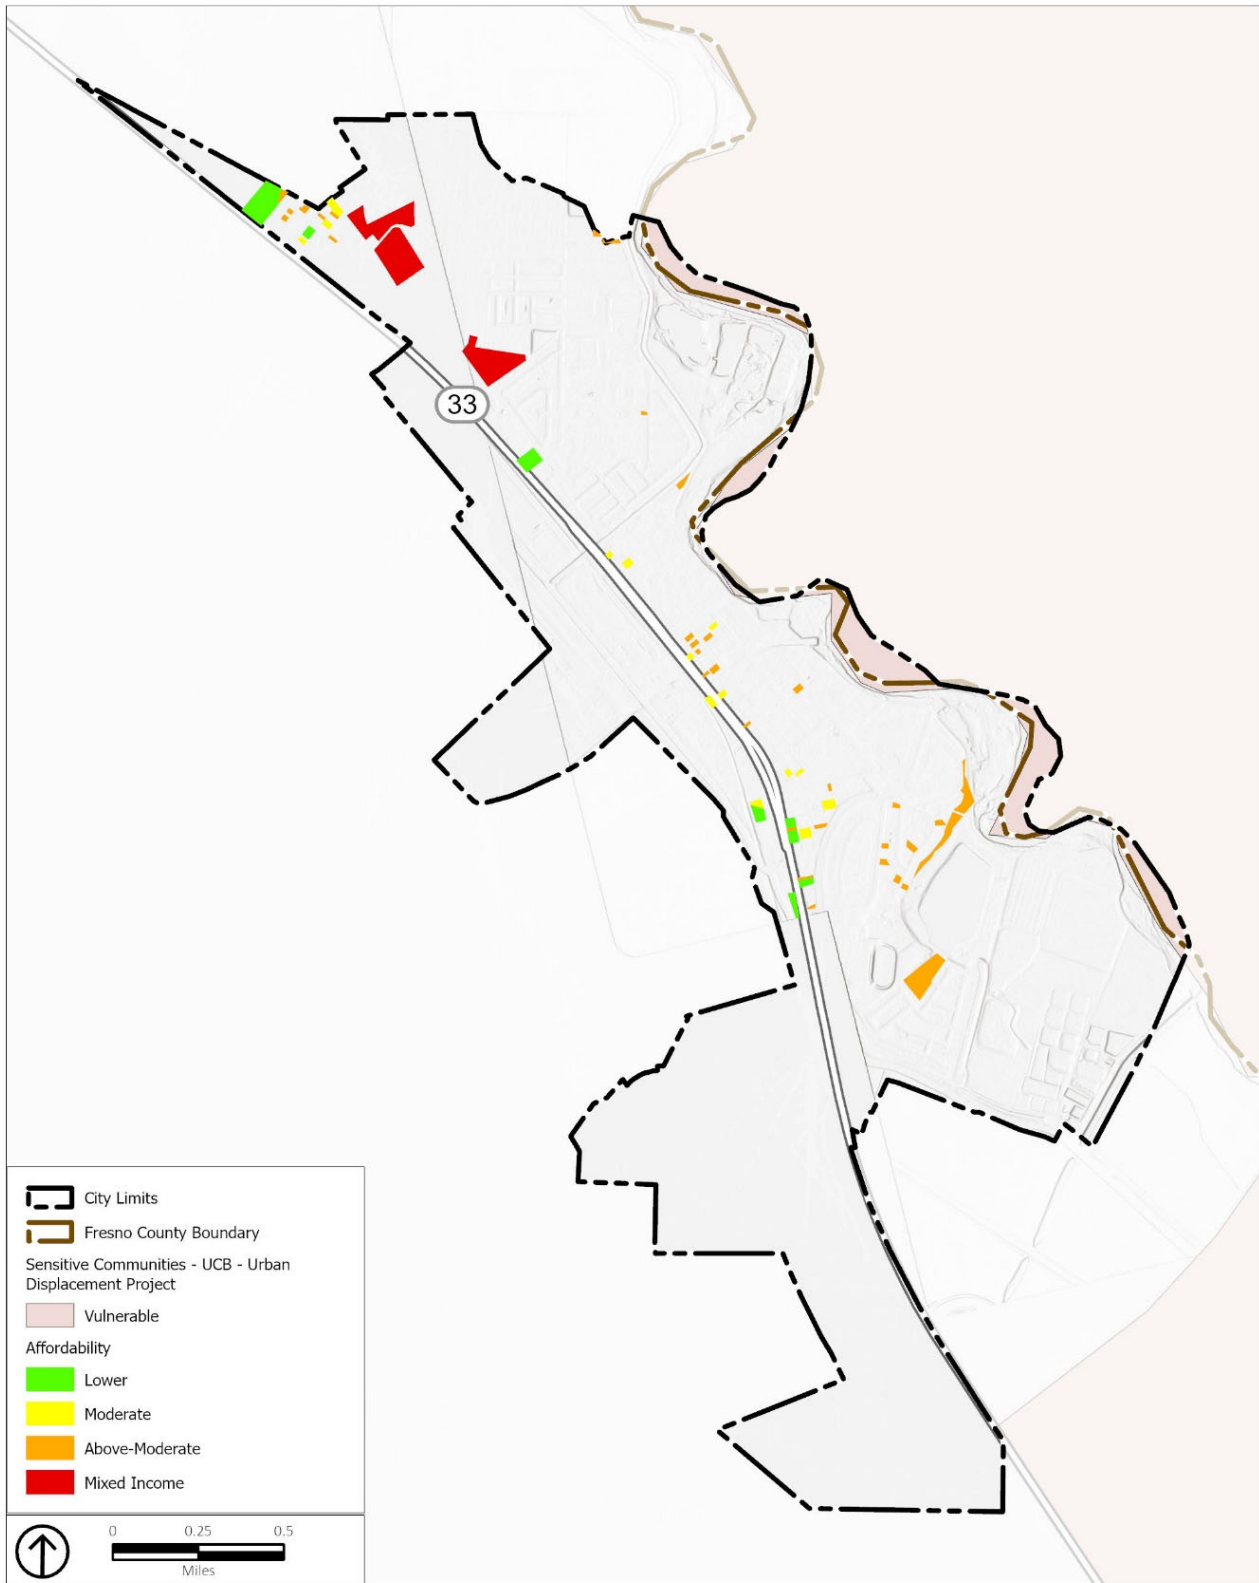 33
City Limits
Fresno County Boundary
Sensitive Communities - UCB - Urban
Displacement Project
Vulnerable
Affordability
Lower
Moderate
Above-Moderate
Mixed Income
0 0.25 0.5
Miles